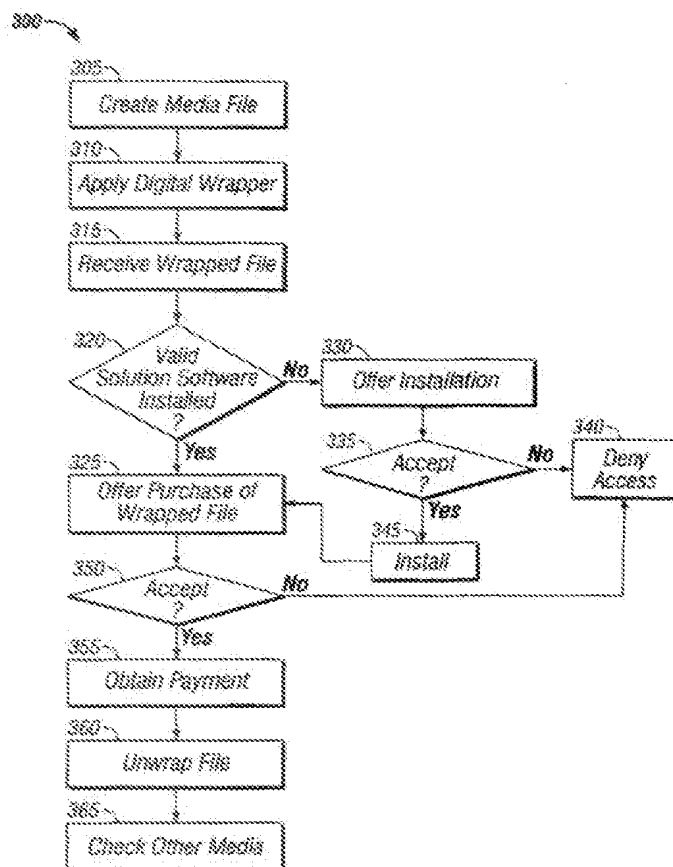 300
305
Create Media File
310
Apply Digital Wrapper
315
Receive Wrapped File
320
Valid
Solution Software
Installed
?
No
Yes
330
Offer Installation
335
Accept
?
No
Yes
340
Deny
Access
345
Install
325
Offer Purchase of
Wrapped File
350
Accept
?
No
Yes
355
Obtain Payment
360
Unwrap File
365
Check Other Media